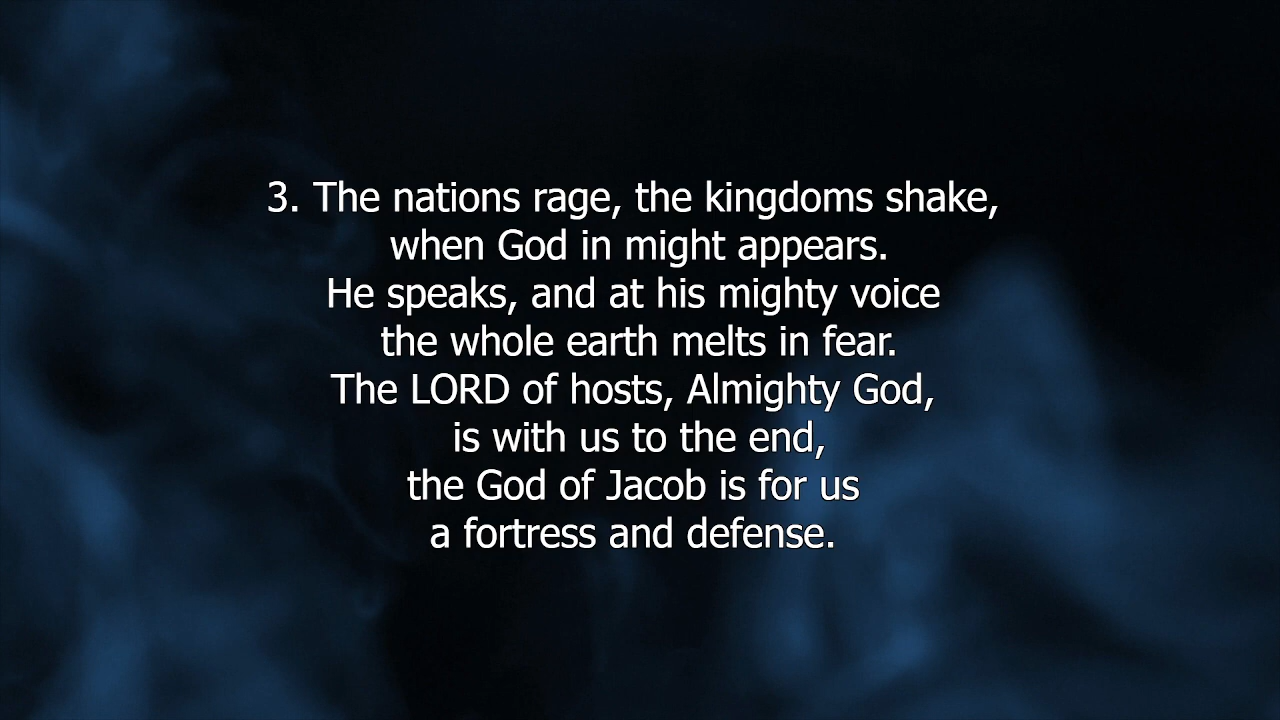 3. The nations rage, the kingdoms shake,
when God in might appears.
He speaks, and at his mighty voice
the whole earth melts in fear.
The LORD of hosts, Almighty God,
is with us to the end,
the God of Jacob is for us
a fortress and defense.